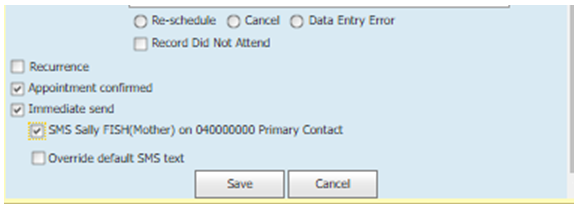 Re-schedule Cancel Data Entry Error
Record Did Not Attend
Recurrence
Appointment confirmed
Immediate send
SMS Sally FISH(Mother) on 040000000 Primary Contact
Override default SMS text
Save Cancel